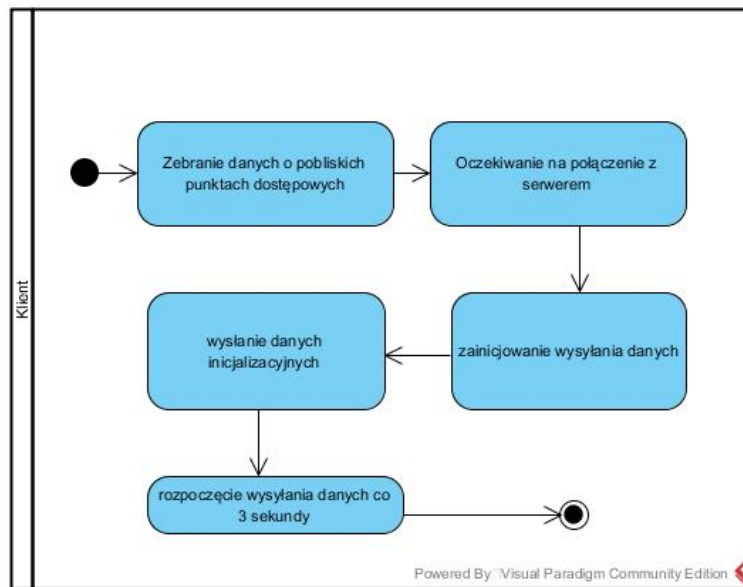 Klient
Zebranie danych o pobliskich
punktach dostępowych
Oczekiwanie na połączenie z
serwerem
zainicjowanie wysyłania danych
wysłanie danych
inicjalizacyjnych
rozpoczęcie wysyłania danych co
3 sekundy
Powered By Visual Paradigm Community Edition